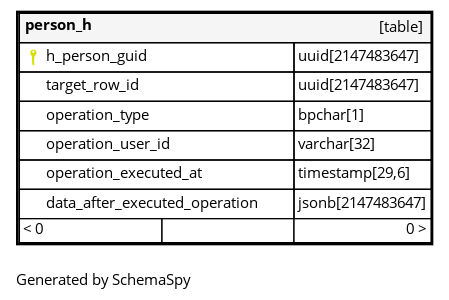 person_h [table]
h_person_guid uuid[2147483647]
target_row_id uuid[2147483647]
operation_type bpchar[1]
operation_user_id varchar[32]
operation_executed_at timestamp[29,6]
data_after_executed_operation jsonb[2147483647]
< 0 0 >
Generated by SchemaSpy